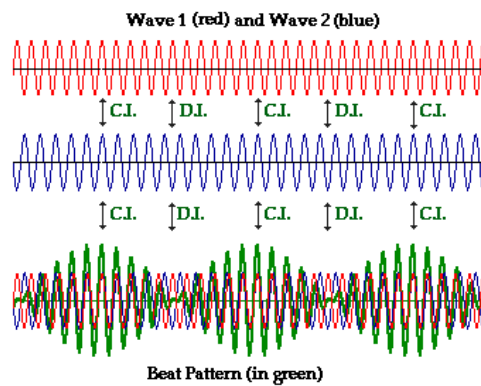 Wave 1 (red) and Wave 2 (blue)
C.I. D.I. C.I. D.I. C.I.
C.I. D.I. C.I. D.I. C.I.
Beat Pattern (in green)